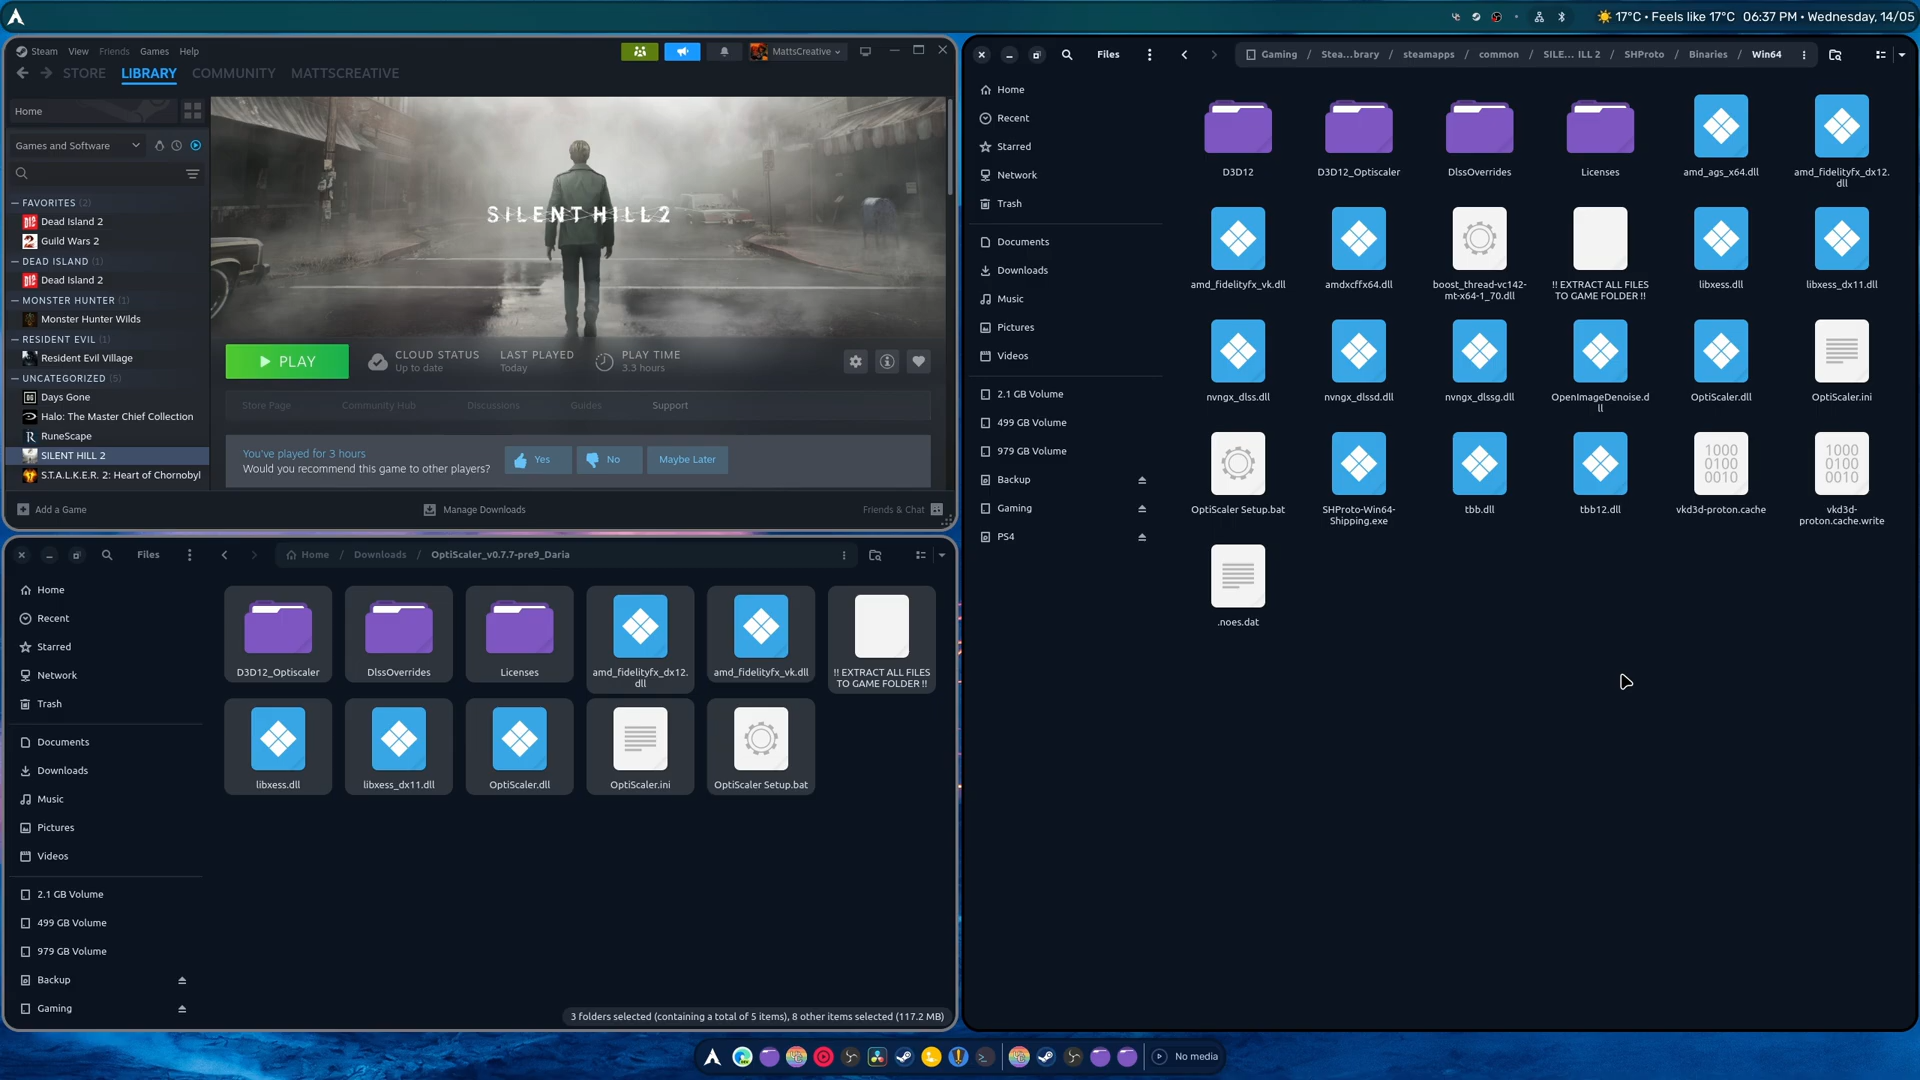 17°C • Feels like 17°C 06:37 PM • Wednesday, 14/05
Steam View Friends Games Help
MattsCreative
STORE LIBRARY COMMUNITY MATTSCREATIVE
Home
Games and Software
FAVORITES (2)
Dead Island 2
Guild Wars 2
DEAD ISLAND (1)
Dead Island 2
MONSTER HUNTER (1)
Monster Hunter Wilds
RESIDENT EVIL (1)
Resident Evil Village
UNCATEGORIZED (5)
Days Gone
Halo: The Master Chief Collection
RuneScape
SILENT HILL 2
S.T.A.L.K.E.R. 2: Heart of Chornobyl
SILENT HILL 2
PLAY
CLOUD STATUS
Up to date
LAST PLAYED
Today
PLAY TIME
3.3 hours
Store Page Community Hub Discussions Guides Support
You've played for 3 hours
Would you recommend this game to other players?
Yes No Maybe Later
Add a Game
Manage Downloads
Friends & Chat
Files
Home / Downloads / OptiScaler_v0.7.7-pre9_Daria
Home
Recent
Starred
Network
Trash
Documents
Downloads
Music
Pictures
Videos
2.1 GB Volume
499 GB Volume
979 GB Volume
Backup
Gaming
D3D12_Optiscaler
DlssOverrides
Licenses
amd_fidelityfx_dx12.
dll
amd_fidelityfx_vk.dll
!! EXTRACT ALL FILES
TO GAME FOLDER !!
libxess.dll
libxess_dx11.dll
OptiScaler.dll
OptiScaler.ini
OptiScaler Setup.bat
3 folders selected (containing a total of 5 items), 8 other items selected (117.2 MB)
Files
Gaming / Stea…brary / steamapps / common / SILE… ILL 2 / SHProto / Binaries / Win64
Home
Recent
Starred
Network
Trash
Documents
Downloads
Music
Pictures
Videos
2.1 GB Volume
499 GB Volume
979 GB Volume
Backup
Gaming
PS4
D3D12
D3D12_Optiscaler
DlssOverrides
Licenses
amd_ags_x64.dll
amd_fidelityfx_dx12.
dll
amd_fidelityfx_vk.dll
amdxcffx64.dll
boost_thread-vc142-
mt-x64-1_70.dll
!! EXTRACT ALL FILES
TO GAME FOLDER !!
libxess.dll
libxess_dx11.dll
nvngx_dlss.dll
nvngx_dlssd.dll
nvngx_dlssg.dll
OpenImageDenoise.d
ll
OptiScaler.dll
OptiScaler.ini
OptiScaler Setup.bat
SHProto-Win64-
Shipping.exe
tbb.dll
tbb12.dll
1000
0100
0010
vkd3d-proton.cache
1000
0100
0010
vkd3d-
proton.cache.write
.noes.dat
No media